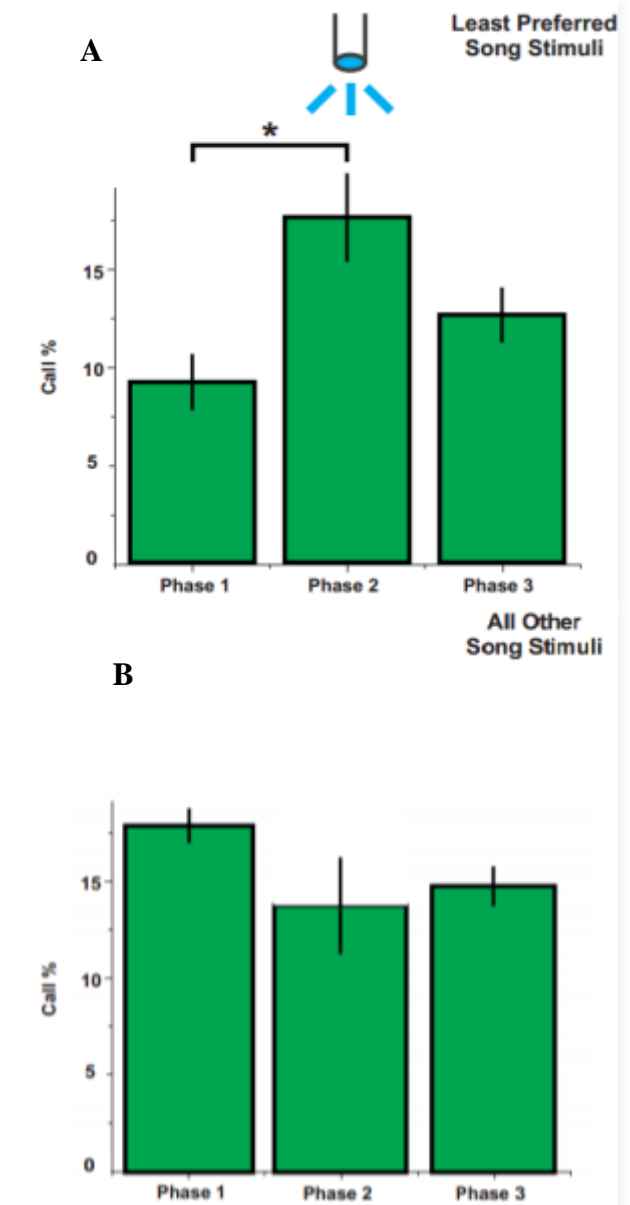 A
Least Preferred
Song Stimuli
*
15
10
5
0
Call %
Phase 1
Phase 2
Phase 3
All Other
Song Stimuli
B
15
10
5
0
Call %
Phase 1
Phase 2
Phase 3